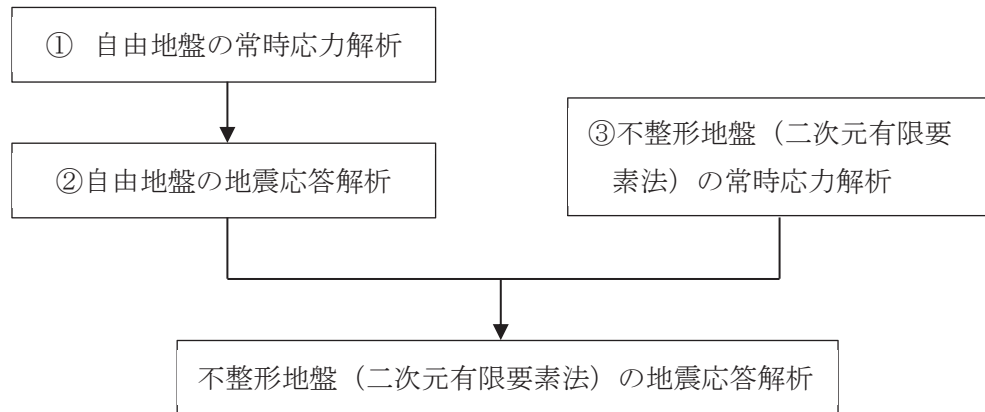 ① 自由地盤の常時応力解析
②自由地盤の地震応答解析
③不整形地盤（二次元有限要
素法）の常時応力解析
不整形地盤（二次元有限要素法）の地震応答解析